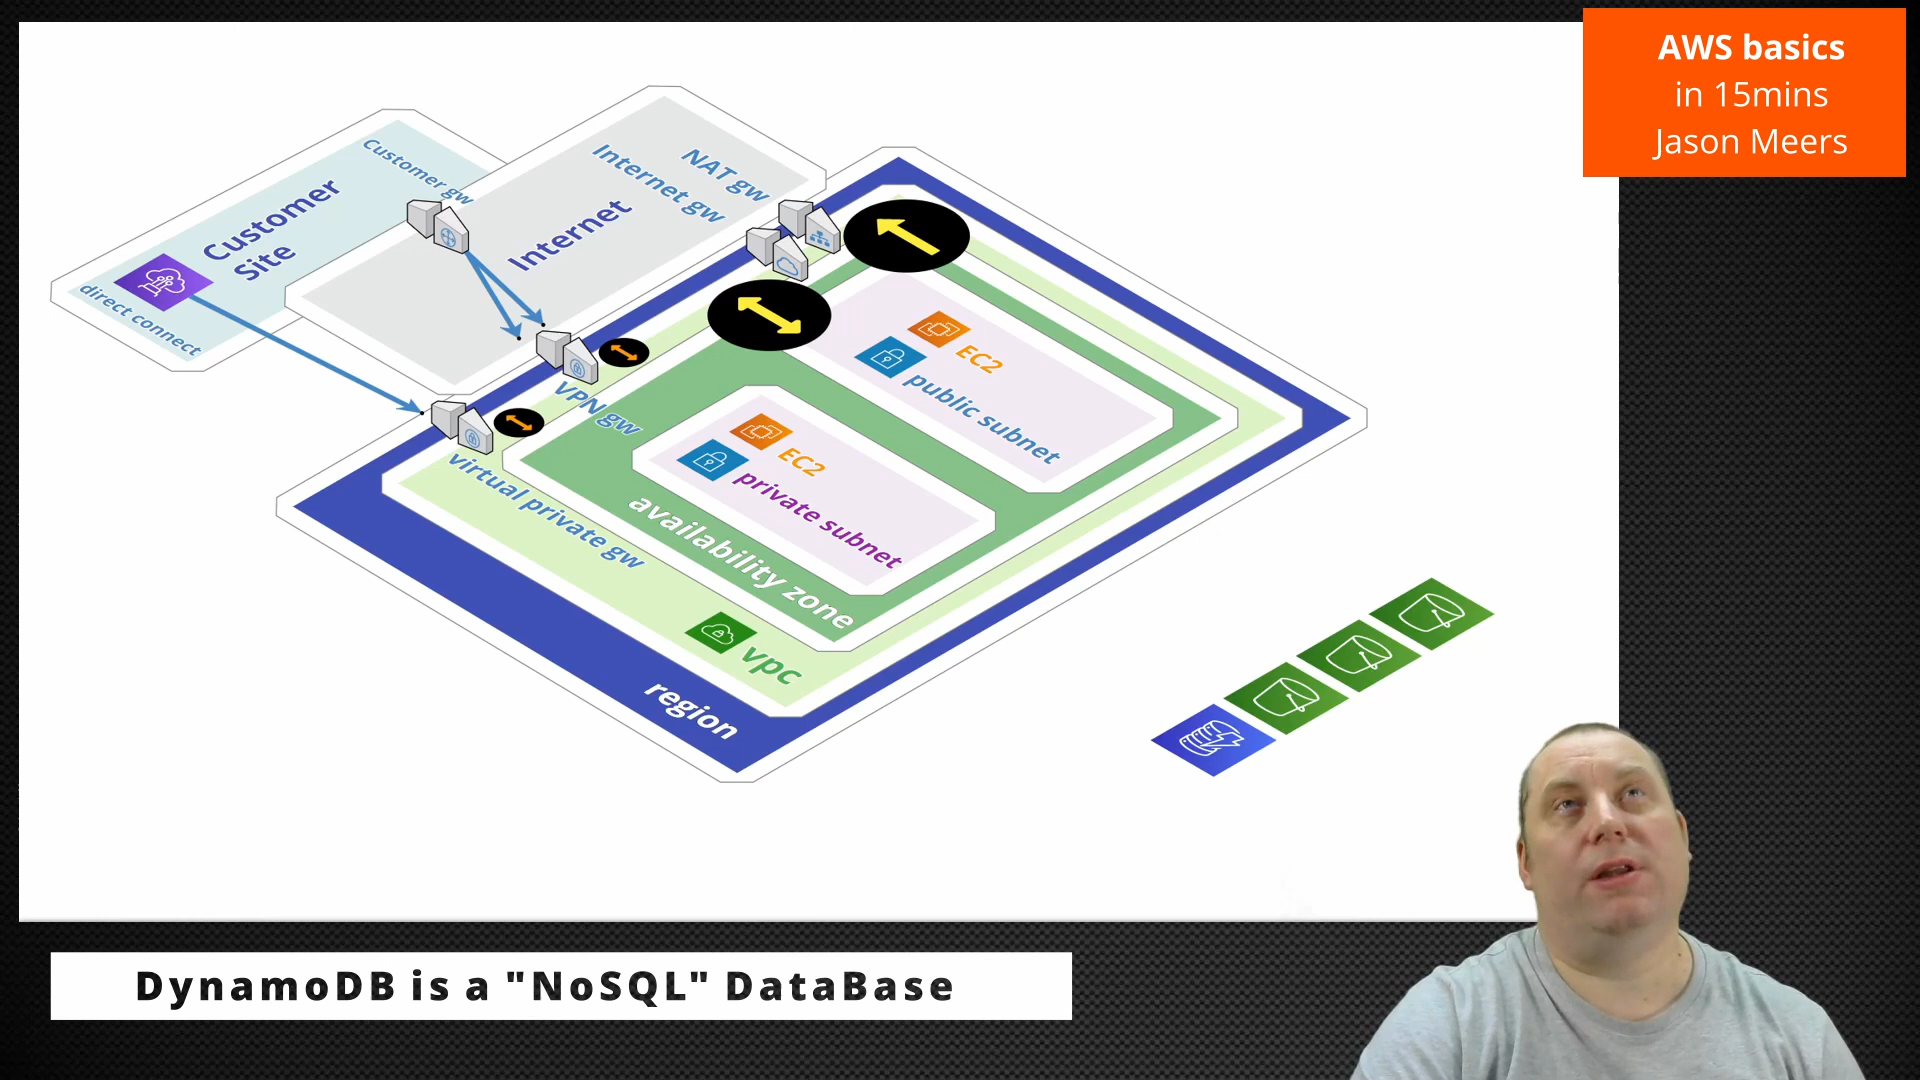 AWS basics
in 15mins
Jason Meers
Customer gw
Customer
Site
direct connect
Internet
NAT gw
Internet gw
VPN gw
virtual private gw
EC2
public subnet
EC2
private subnet
availability zone
vpc
region
DynamoDB is a "NoSQL" DataBase